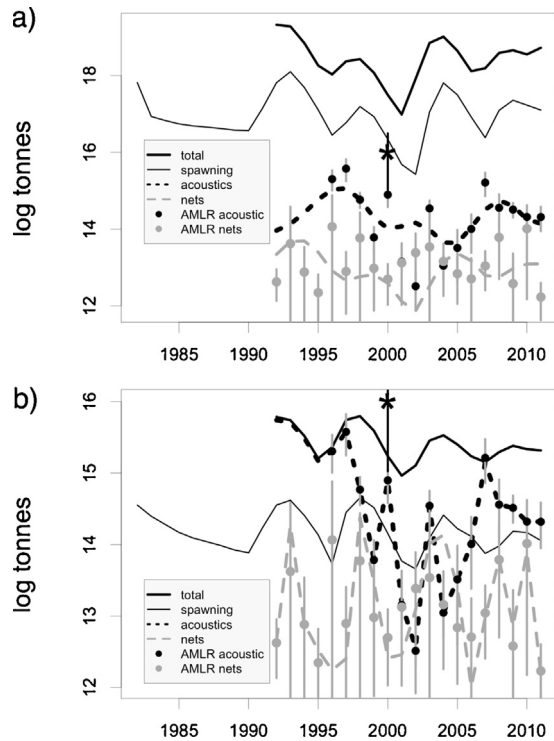 a)
log tonnes
18
16
14
12
total
spawning
acoustics
nets
AMLR acoustic
AMLR nets
*
1985 1990 1995 2000 2005 2010
b)
log tonnes
16
15
14
13
12
*
total
spawning
acoustics
nets
AMLR acoustic
AMLR nets
1985 1990 1995 2000 2005 2010